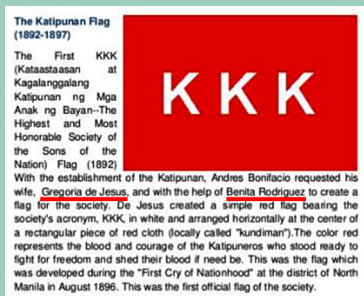 The Katipunan Flag
(1892-1897)
The First KKK
(Kataastaasan at
Kagalanggalang
Katipunan ng Mga
Anak ng Bayan--The
Highest and Most
Honorable Society of
the Sons of the
Nation) Flag (1892)
K K K
With the establishment of the Katipunan, Andres Bonifacio requested his
wife, Gregoria de Jesus, and with the help of Benita Rodriguez to create a
flag for the society. De Jesus created a simple red flag bearing the
society's acronym, KKK, in white and arranged horizontally at the center of
a rectangular piece of red cloth (locally called "kundiman").The color red
represents the blood and courage of the Katipuneros who stood ready to
fight for freedom and shed their blood if need be. This was the flag which
was developed during the "First Cry of Nationhood" at the district of North
Manila in August 1896. This was the first official flag of the society.